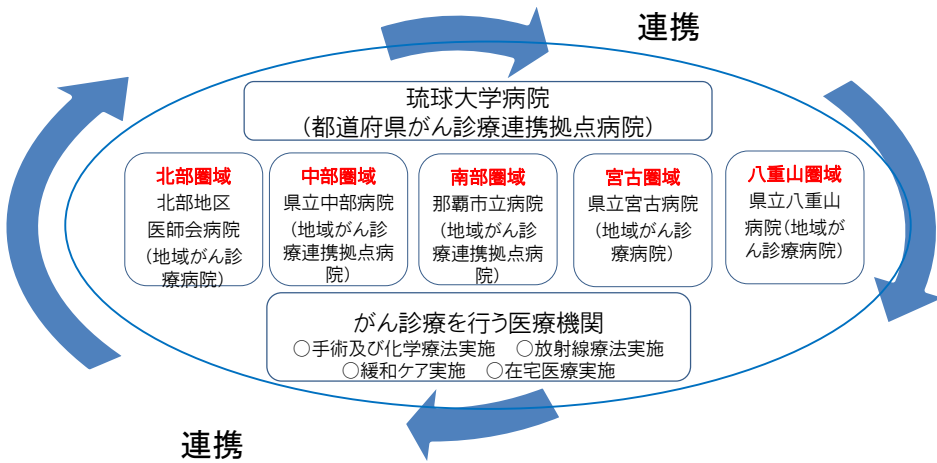 連携
琉球大学病院
(都道府県がん診療連携拠点病院)
北部圏域
北部地区
医師会病院
(地域がん診
療病院)
中部圏域
県立中部病院
(地域がん診
療連携拠点病
院)
南部圏域
那覇市立病院
(地域がん診
療連携拠点病
院)
宮古圏域
県立宮古病院
(地域がん診
療病院)
八重山圏域
県立八重山
病院(地域が
ん診療病院)
がん診療を行う医療機関
○手術及び化学療法実施 ○放射線療法実施
○緩和ケア実施 ○在宅医療実施
連携